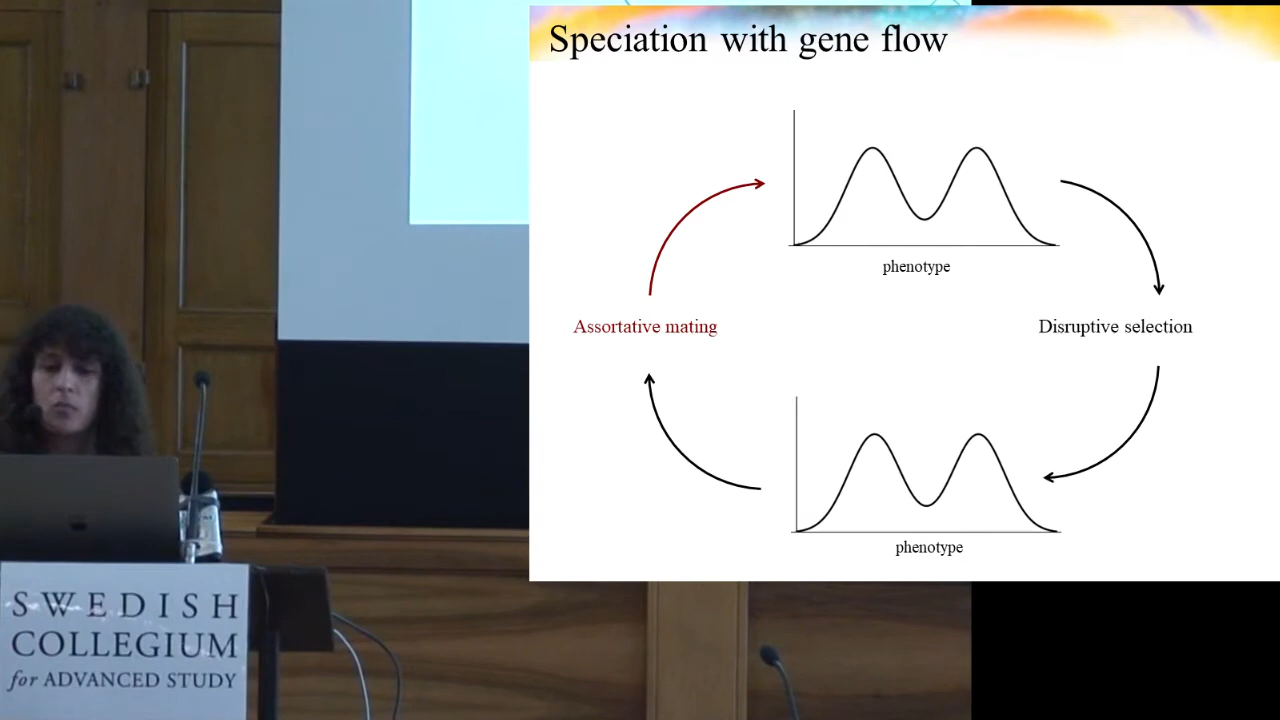 Speciation with gene flow
phenotype
Assortative mating
Disruptive selection
phenotype
SWEDISH
COLLEGIUM
for ADVANCED STUDY